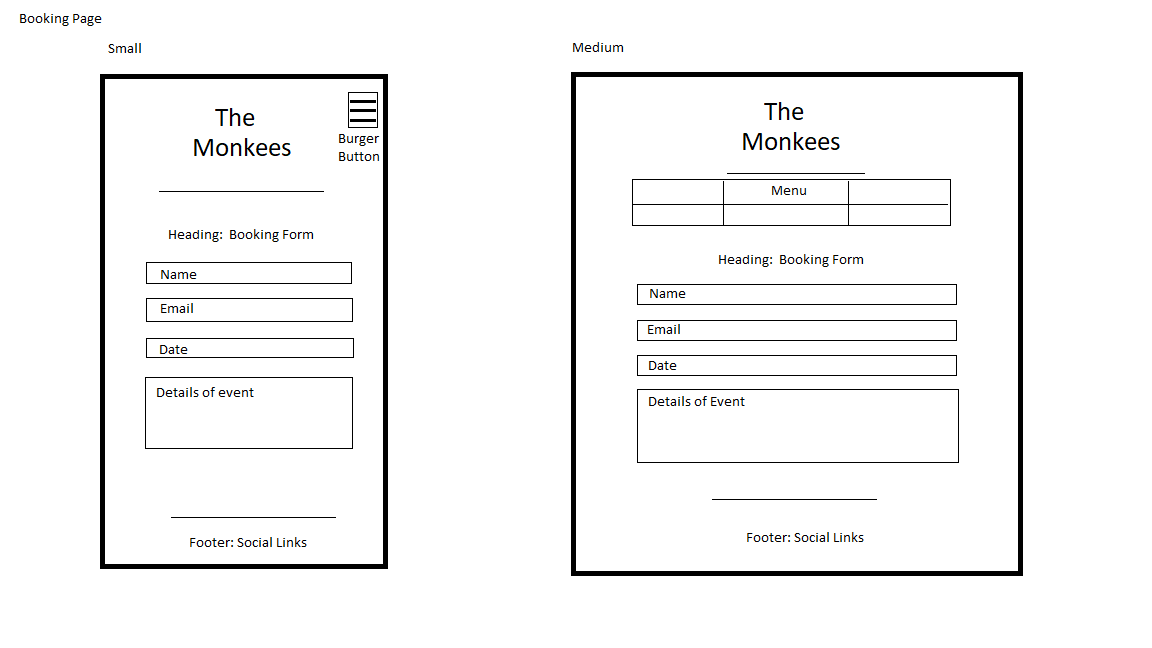 Booking Page
Small
The
Monkees
Burger
Button
Heading:  Booking Form
Name
Email
Date
Details of event
Footer: Social Links
Medium
The
Monkees
Menu
Heading:  Booking Form
Name
Email
Date
Details of Event
Footer: Social Links